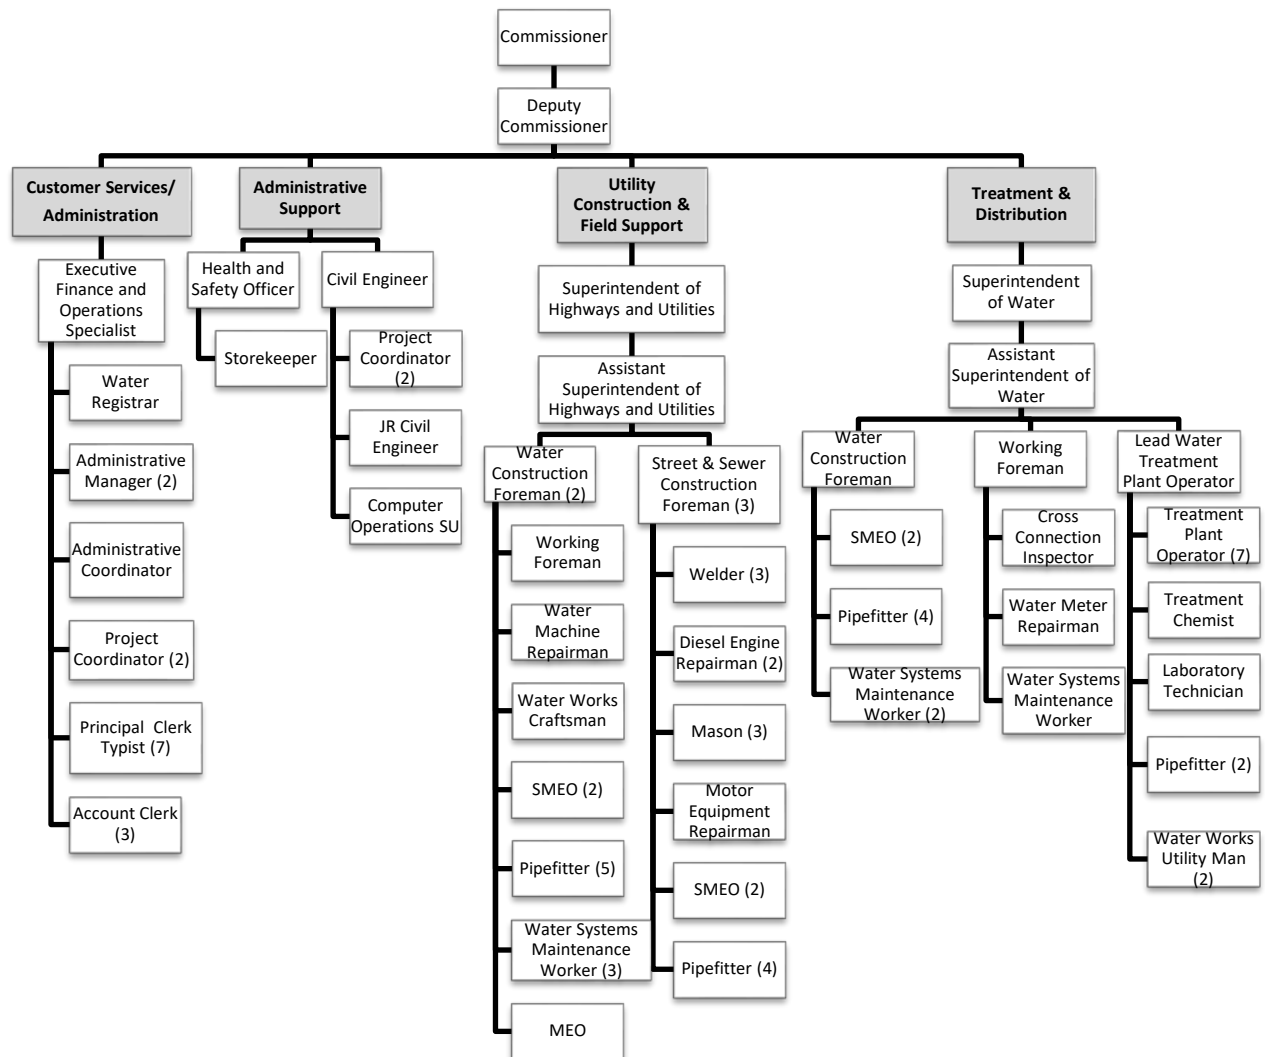 Commissioner
Deputy
Commissioner
Customer Services/
Administration
Executive
Finance and
Operations
Specialist
Water
Registrar
Administrative
Manager (2)
Administrative
Coordinator
Project
Coordinator (2)
Principal Clerk
Typist (7)
Account Clerk
(3)
Administrative
Support
Health and
Safety Officer
Storekeeper
Civil Engineer
Project
Coordinator
(2)
JR Civil
Engineer
Computer
Operations SU
Utility
Construction &
Field Support
Superintendent of
Highways and Utilities
Assistant
Superintendent of
Highways and Utilities
Water
Construction
Foreman (2)
Working
Foreman
Water
Machine
Repairman
Water Works
Craftsman
SMEO (2)
Pipefitter (5)
Water Systems
Maintenance
Worker (3)
MEO
Street & Sewer
Construction
Foreman (3)
Welder (3)
Diesel Engine
Repairman (2)
Mason (3)
Motor
Equipment
Repairman
SMEO (2)
Pipefitter (4)
Treatment &
Distribution
Superintendent
of Water
Assistant
Superintendent of
Water
Water
Construction
Foreman
SMEO (2)
Pipefitter (4)
Water Systems
Maintenance
Worker (2)
Working
Foreman
Cross
Connection
Inspector
Water Meter
Repairman
Water Systems
Maintenance
Worker
Lead Water
Treatment
Plant Operator
Treatment
Plant
Operator (7)
Treatment
Chemist
Laboratory
Technician
Pipefitter (2)
Water Works
Utility Man
(2)